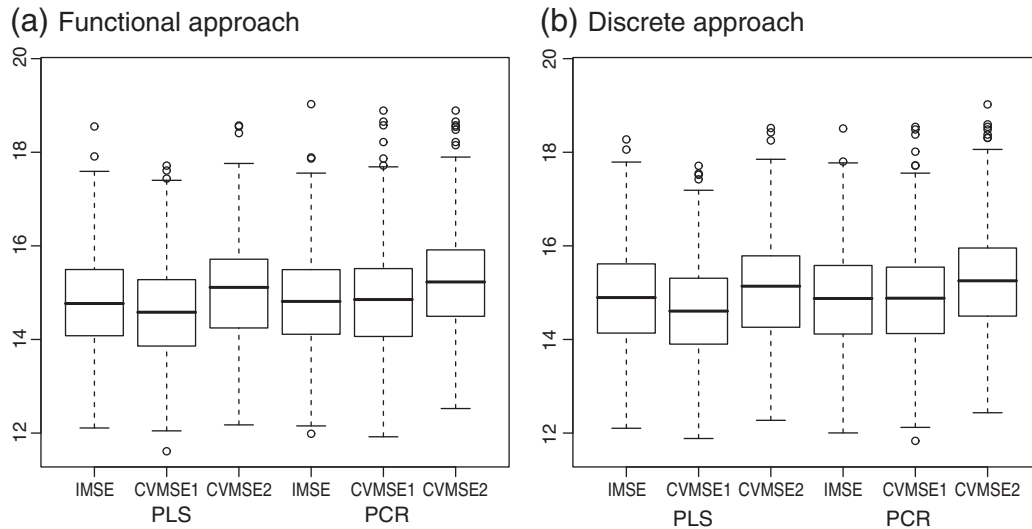 (a) Functional approach
20
18
16
14
12
IMSE CVMSE1 CVMSE2 IMSE CVMSE1 CVMSE2
PLS PCR
(b) Discrete approach
20
18
16
14
12
IMSE CVMSE1 CVMSE2 IMSE CVMSE1 CVMSE2
PLS PCR